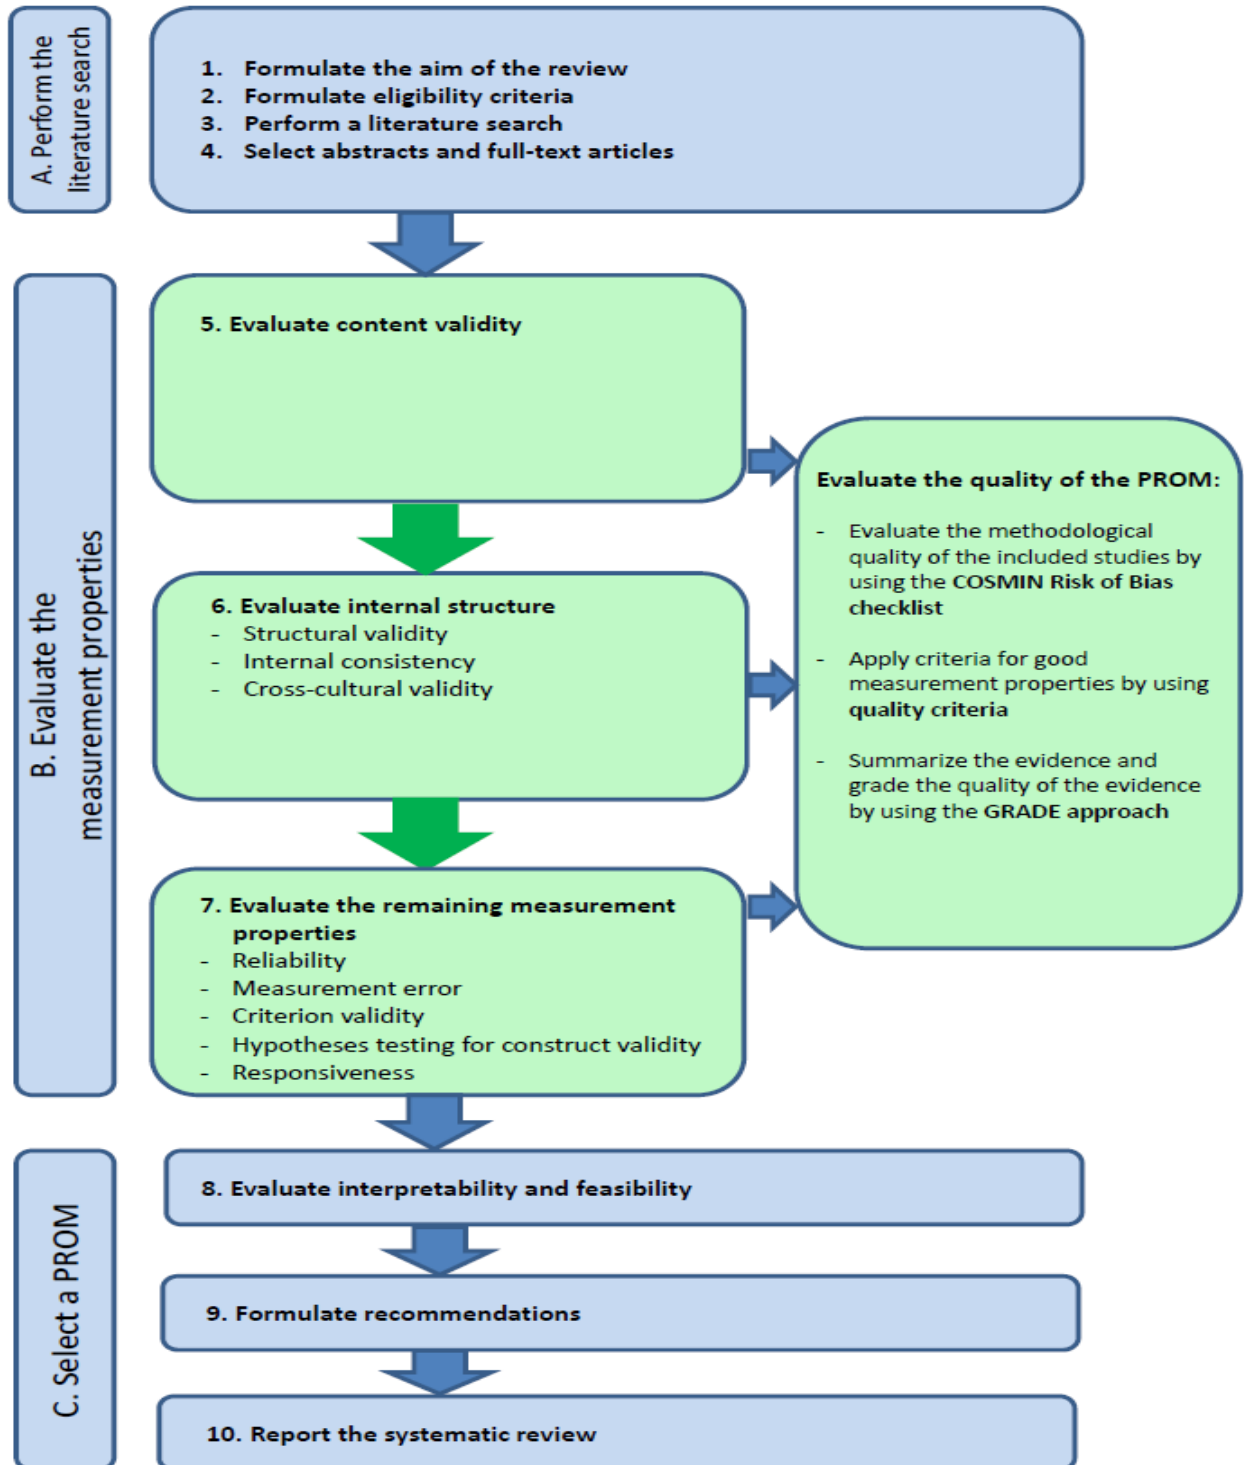 A. Perform the
literature search
1. Formulate the aim of the review
2. Formulate eligibility criteria
3. Perform a literature search
4. Select abstracts and full-text articles
B. Evaluate the
measurement properties
5. Evaluate content validity
6. Evaluate internal structure
- Structural validity
- Internal consistency
- Cross-cultural validity
7. Evaluate the remaining measurement
properties
- Reliability
- Measurement error
- Criterion validity
- Hypotheses testing for construct validity
- Responsiveness
Evaluate the quality of the PROM:
- Evaluate the methodological
quality of the included studies by
using the COSMIN Risk of Bias
checklist
- Apply criteria for good
measurement properties by using
quality criteria
- Summarize the evidence and
grade the quality of the evidence
by using the GRADE approach
C. Select a PROM
8. Evaluate interpretability and feasibility
9. Formulate recommendations
10. Report the systematic review